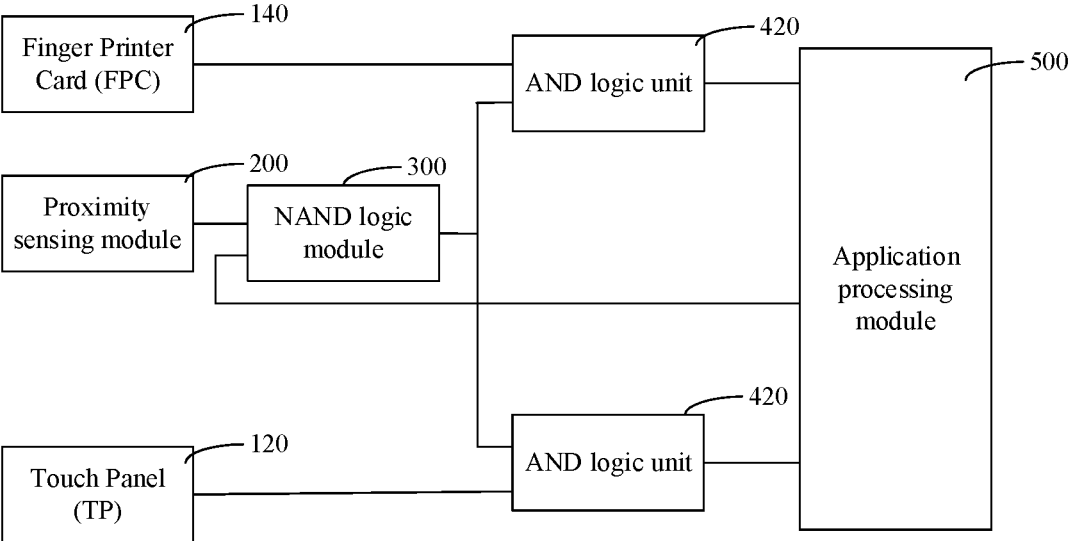 140
Finger Printer
Card (FPC)
420
AND logic unit
500
200
Proximity
sensing module
300
NAND logic
module
Application
processing
module
420
AND logic unit
120
Touch Panel
(TP)